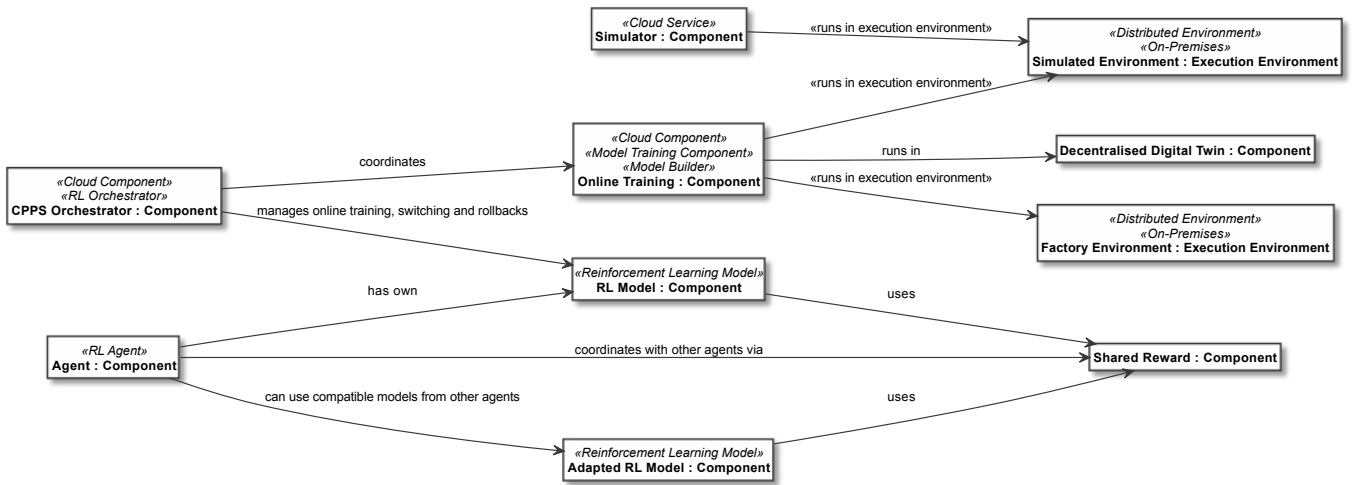 «Cloud Service»
Simulator : Component
«runs in execution environment»
«Distributed Environment»
«On-Premises»
Simulated Environment : Execution Environment
«runs in execution environment»
«Cloud Component»
«Model Training Component»
«Model Builder»
Online Training : Component
coordinates
runs in
Decentralised Digital Twin : Component
«Cloud Component»
«RL Orchestrator»
CPPS Orchestrator : Component
«runs in execution environment»
manages online training, switching and rollbacks
«Distributed Environment»
«On-Premises»
Factory Environment : Execution Environment
«Reinforcement Learning Model»
RL Model : Component
has own
uses
«RL Agent»
Agent : Component
coordinates with other agents via
Shared Reward : Component
can use compatible models from other agents
uses
«Reinforcement Learning Model»
Adapted RL Model : Component